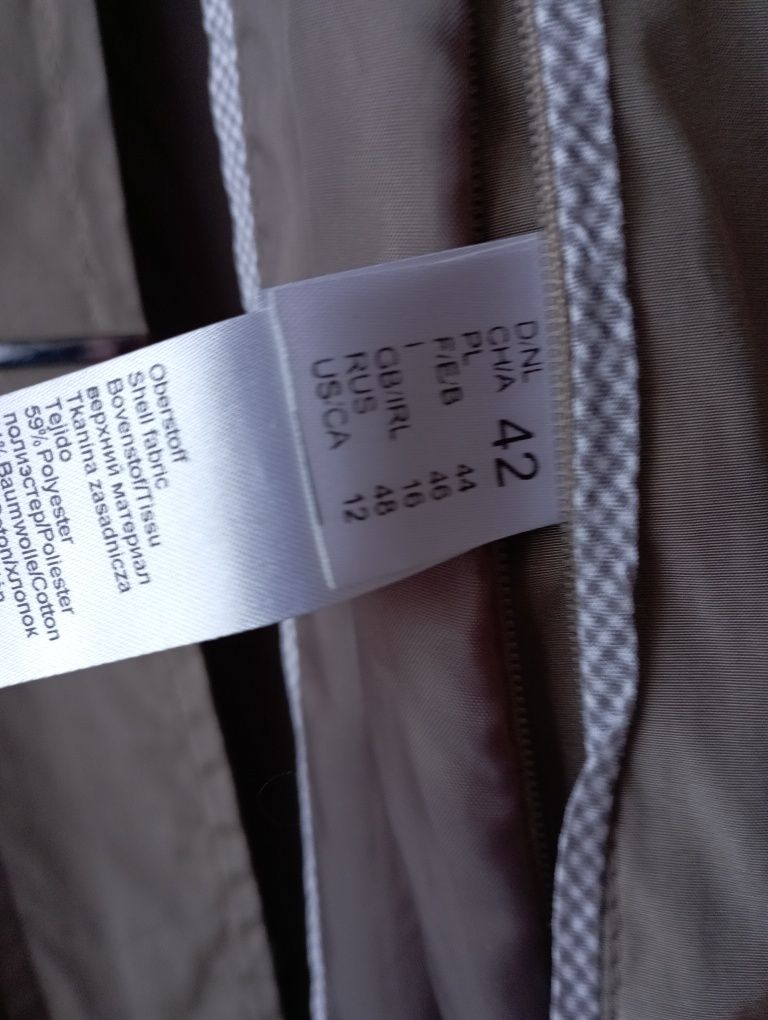 D/NL
CH/A 42
PL 44
F/E/B 46
I
GB/IRL 16
RUS 48
US/CA 12
Oberstoff
Shell fabric
Bovenstof/Tissu
верхний материал
Tkanina zasadnicza
Tejido
59% Polyester
полиэстер/Poliester
% Baumwolle/Cotton